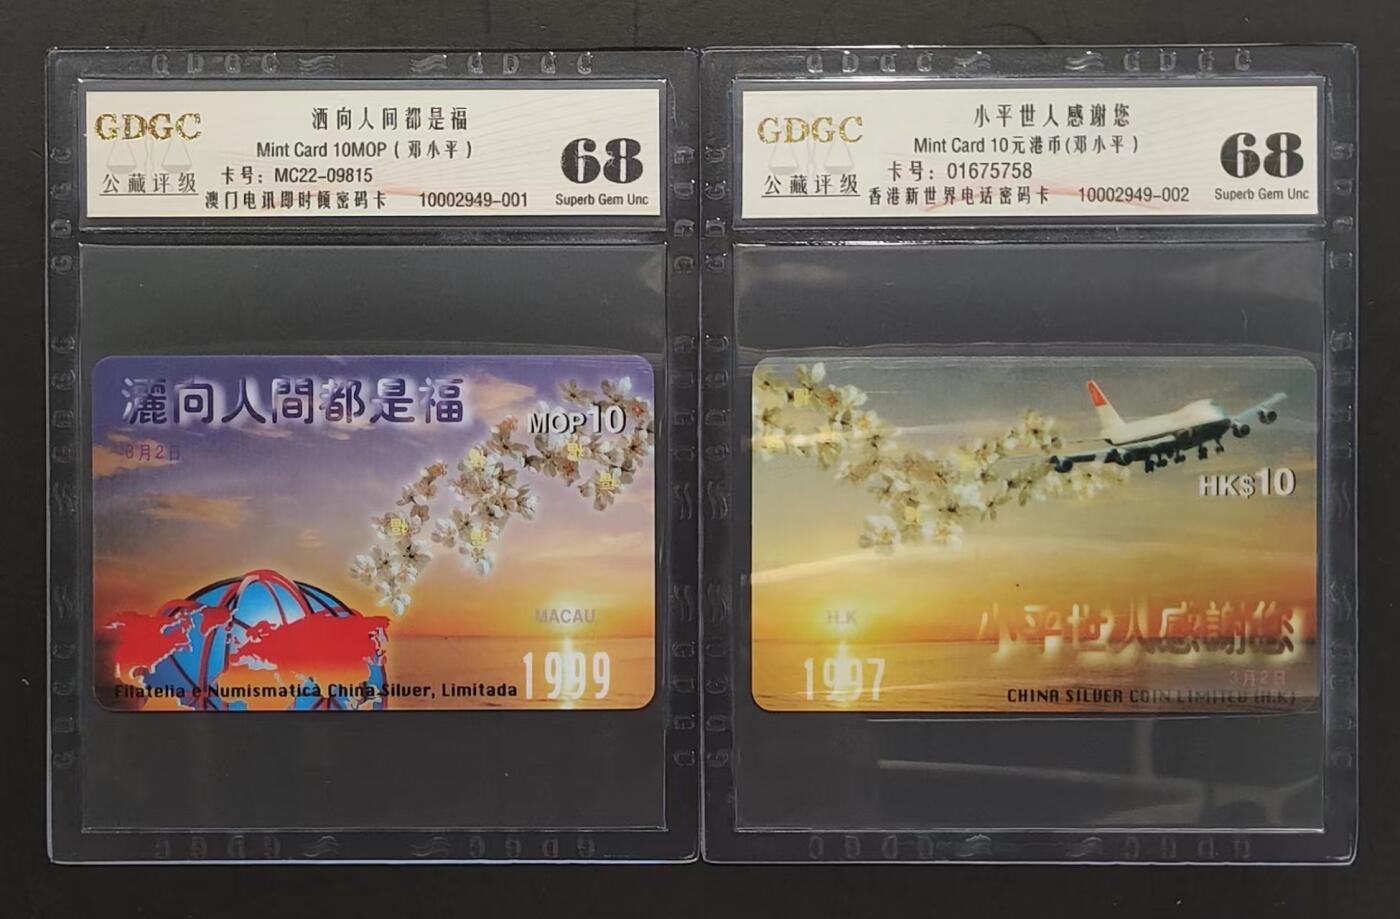 GDGC
公藏评级
洒向人间都是福
Mint Card 10MOP ( 邓小平 )
卡号: MC22-09815
澳门电讯即时倾密码卡
10002949-001
68
Superb Gem Unc
灑向人間都是福
3月2日
MOP10
MACAU
1999
Filatelia e Numismatica China Silver, Limitada
GDGC
公藏评级
小平世人感谢您
Mint Card 10元港币(邓小平 )
卡号: 01675758
香港新世界电话密码卡
10002949-002
68
Superb Gem Unc
HK$10
H.K
1997
小平世人感謝您
3月2日
CHINA SILVER COIN LIMITED (H.K)